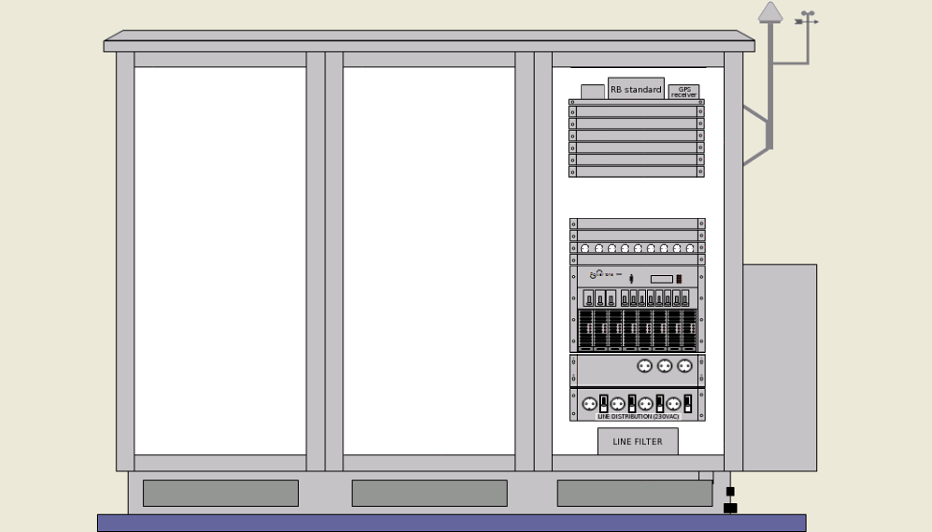 RB standard
GPS
receiver
LINE DISTRIBUTION (230VAC)
LINE FILTER